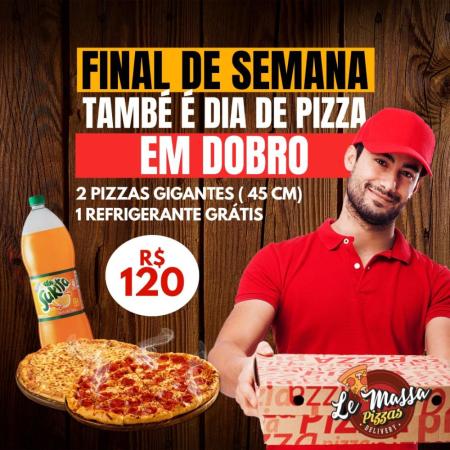 FINAL DE SEMANA
TAMBÉ É DIA DE PIZZA
EM DOBRO
2 PIZZAS GIGANTES ( 45 CM)
1 REFRIGERANTE GRÁTIS
R$
120
Sukita
Le Massa
Pizzas
DELIVERY